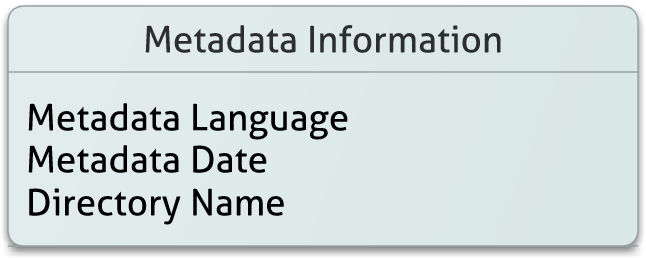 Metadata Information
Metadata Language
Metadata Date
Directory Name